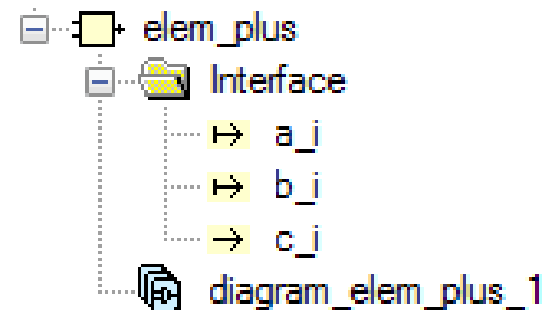 elem_plus
Interface
a_i
b_i
c_i
diagram_elem_plus_1